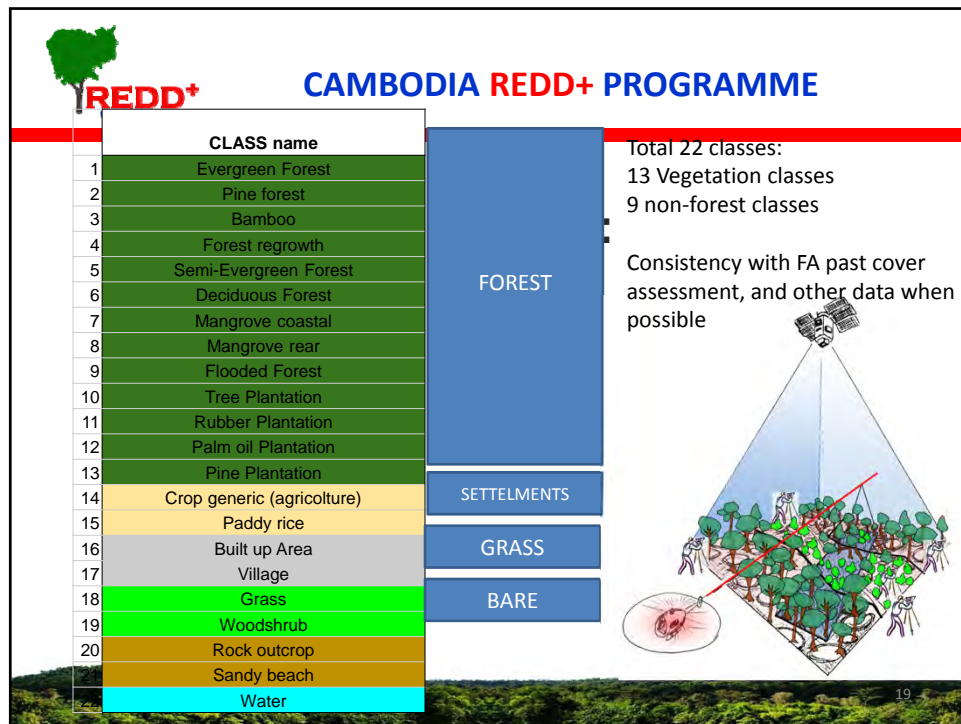 REDD+
CAMBODIA REDD+ PROGRAMME
CLASS name
1 Evergreen Forest
2 Pine forest
3 Bamboo
4 Forest regrowth
5 Semi-Evergreen Forest
6 Deciduous Forest
7 Mangrove coastal
8 Mangrove rear
9 Flooded Forest
10 Tree Plantation
11 Rubber Plantation
12 Palm oil Plantation
13 Pine Plantation
14 Crop generic (agricolture)
15 Paddy rice
16 Built up Area
17 Village
18 Grass
19 Woodshrub
20 Rock outcrop
21 Sandy beach
22 Water
FOREST
SETTELMENTS
GRASS
BARE
:
Total 22 classes:
13 Vegetation classes
9 non-forest classes
Consistency with FA past cover
assessment, and other data when
possible
19